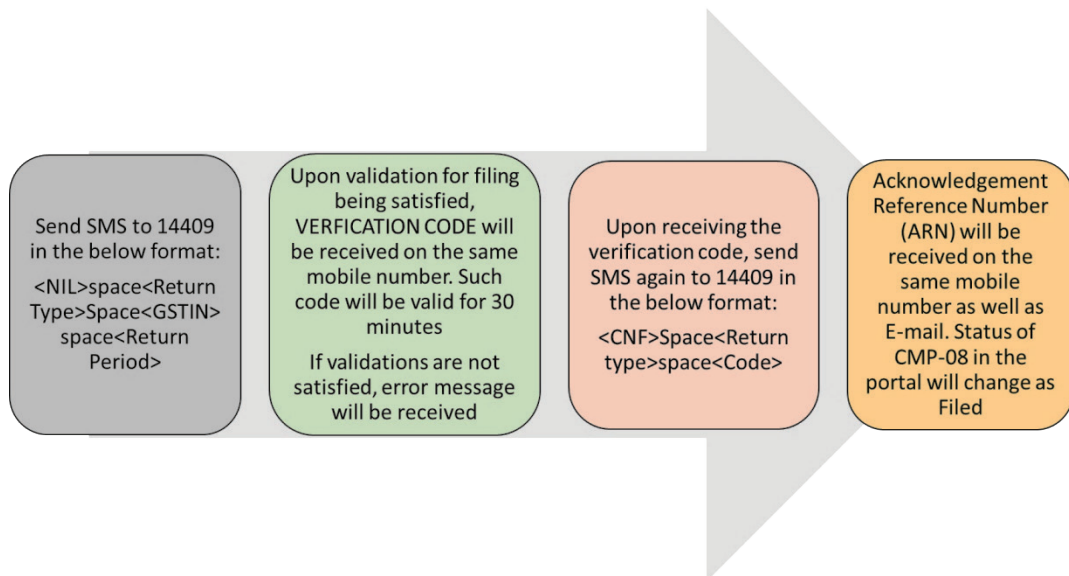 Send SMS to 14409
in the below format:
<NIL>space<Return
Type>Space<GSTIN>
space<Return
Period>
Upon validation for filing
being satisfied,
VERFICATION CODE will
be received on the same
mobile number. Such
code will be valid for 30
minutes
If validations are not
satisfied, error message
will be received
Upon receiving the
verification code, send
SMS again to 14409 in
the below format:
<CNF>Space<Return
type>space<Code>
Acknowledgement
Reference Number
(ARN) will be
received on the
same mobile
number as well as
E-mail. Status of
CMP-08 in the
portal will change as
Filed